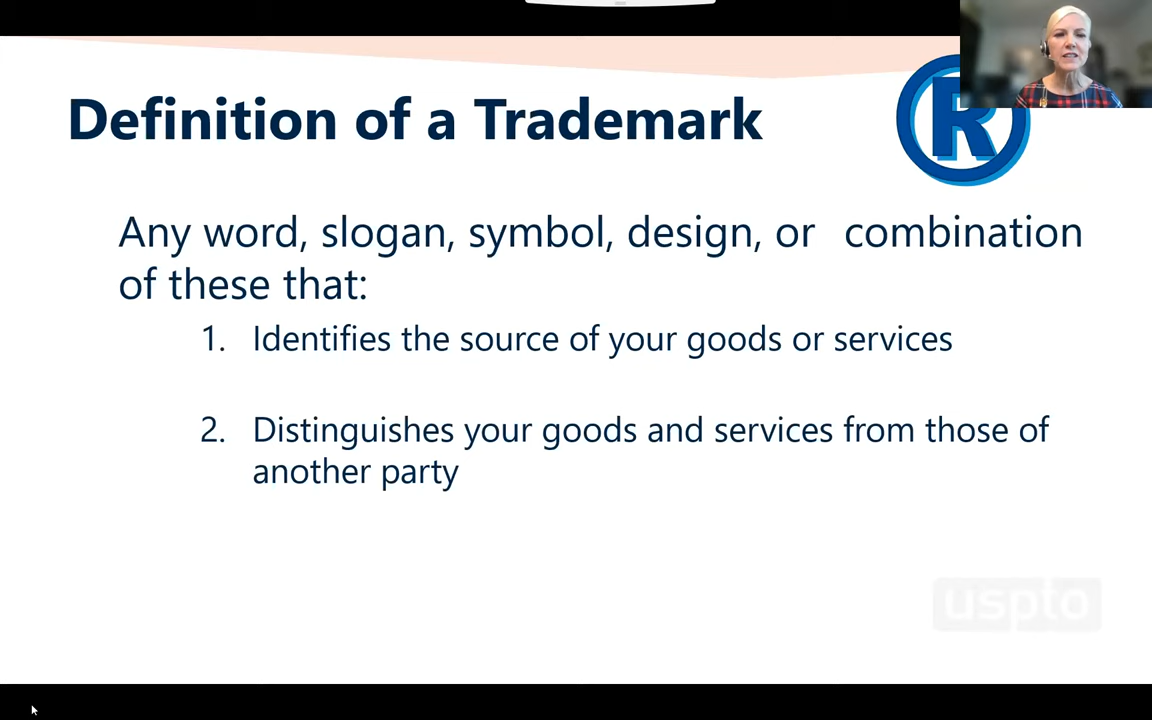 Definition of a Trademark
R
Any word, slogan, symbol, design, or combination
of these that:
1. Identifies the source of your goods or services
2. Distinguishes your goods and services from those of
another party
uspto